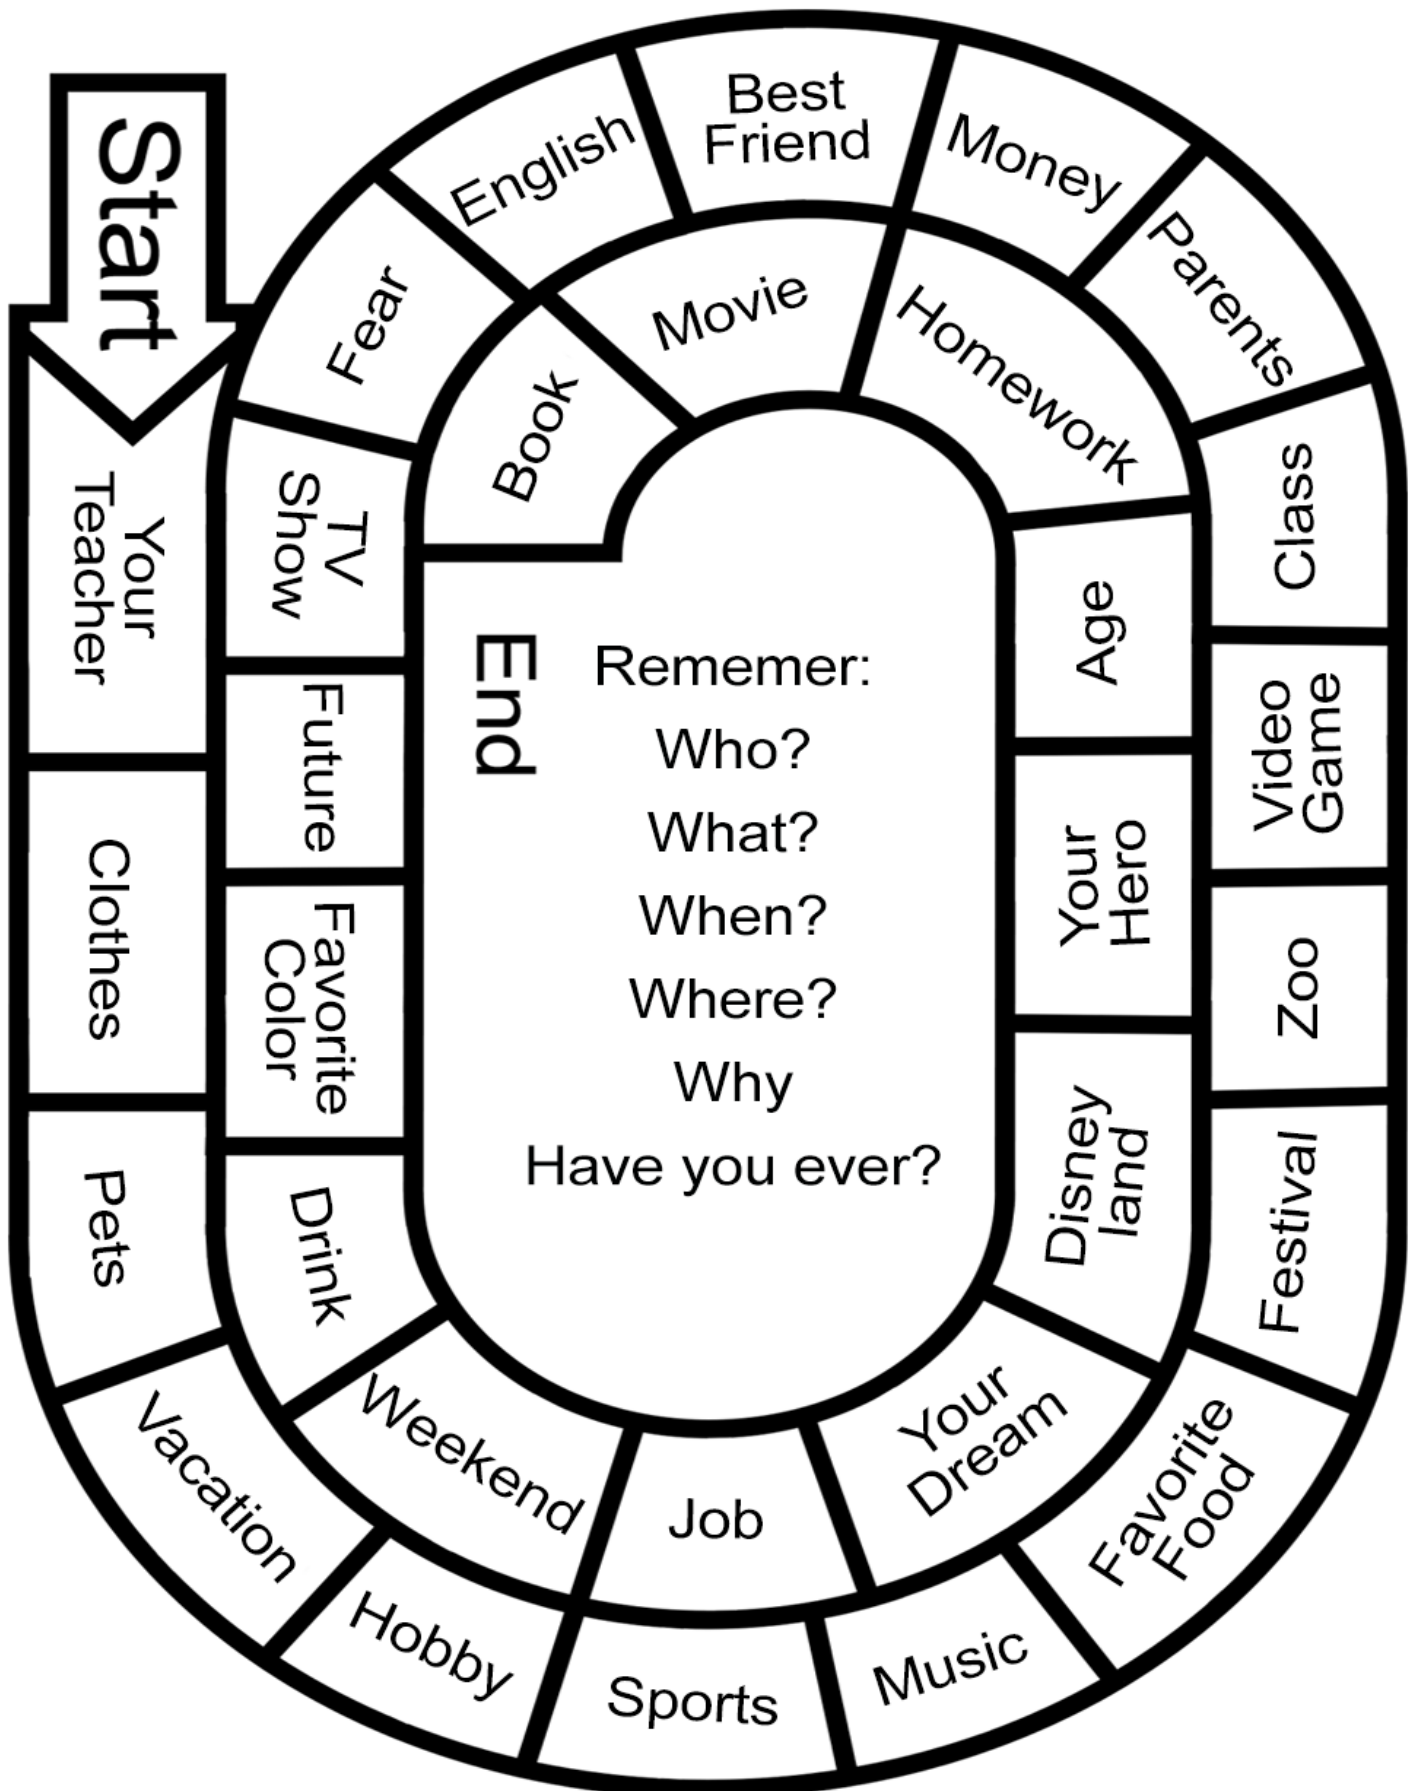 Start
Your
Teacher
Clothes
Pets
Vacation
Hobby
Sports
Music
Favorite
Food
Festival
Zoo
Video
Game
Class
Parents
Money
Best
Friend
English
Fear
TV
Show
Future
Favorite
Color
Drink
Weekend
Job
Your
Dream
Disney
land
Your
Hero
Age
Homework
Movie
Book
End
Rememer:
Who?
What?
When?
Where?
Why
Have you ever?